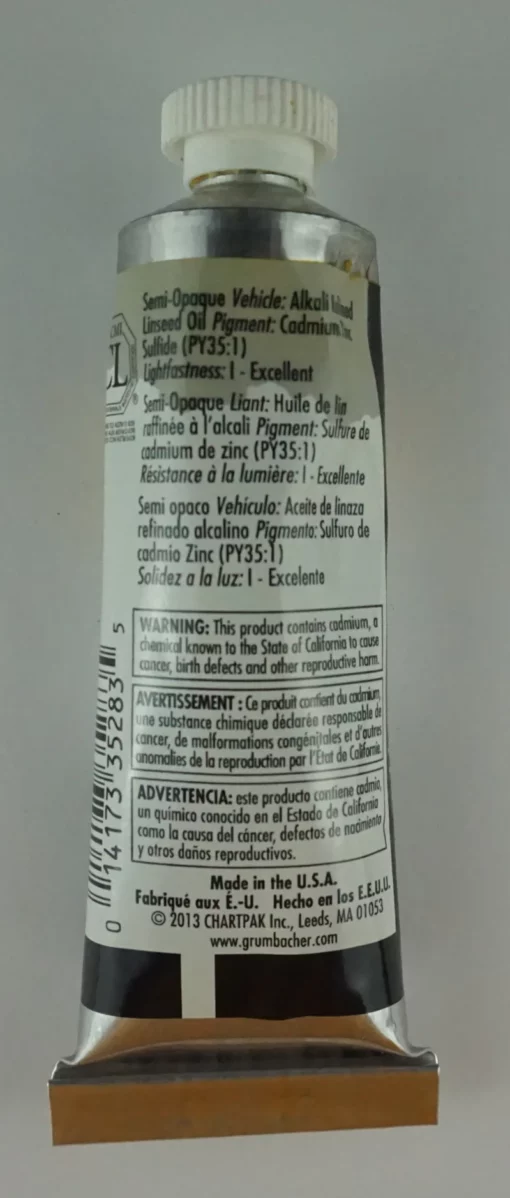 Semi-Opaque Vehicle: Alkali
Linseed Oil Pigment: Cadmium Zinc
Sulfide (PY35:1)
Lightfastness: I - Excellent
Semi-Opaque Liant: Huile de lin
raffinée à l'alcali Pigment: Sulfure de
cadmium de zinc (PY35:1)
Résistance à la lumière: I - Excellente
Semi opaco Vehículo: Aceite de linaza
refinado alcalino Pigmento: Sulfuro de
cadmio Zinc (PY35:1)
Solidez a la luz: I - Excelente
WARNING: This product contains cadmium, a
chemical known to the State of California to cause
cancer, birth defects and other reproductive harm.
AVERTISSEMENT : Ce produit contient du cadmium,
une substance chimique déclarée responsable de
cancer, de malformations congénitales et d'autres
anomalies de la reproduction par l'État de Californie.
ADVERTENCIA: este producto contiene cadmio,
un químico conocido en el Estado de California
como la causa del cáncer, defectos de nacimiento
y otros daños reproductivos.
Made in the U.S.A.
Fabriqué aux É.-U. Hecho en los E.E.U.U.
© 2013 CHARTPAK Inc., Leeds, MA 01053
www.grumbacher.com
0 14173 35283 5